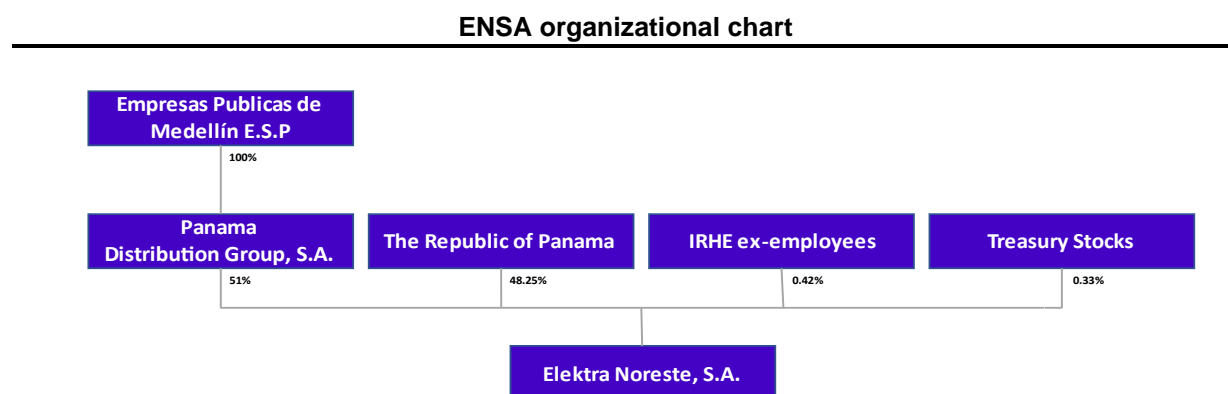 ENSA organizational chart
Empresas Publicas de
Medellín E.S.P
100%
Panama
Distribution Group, S.A.
The Republic of Panama
IRHE ex-employees
Treasury Stocks
51%
48.25%
0.42%
0.33%
Elektra Noreste, S.A.